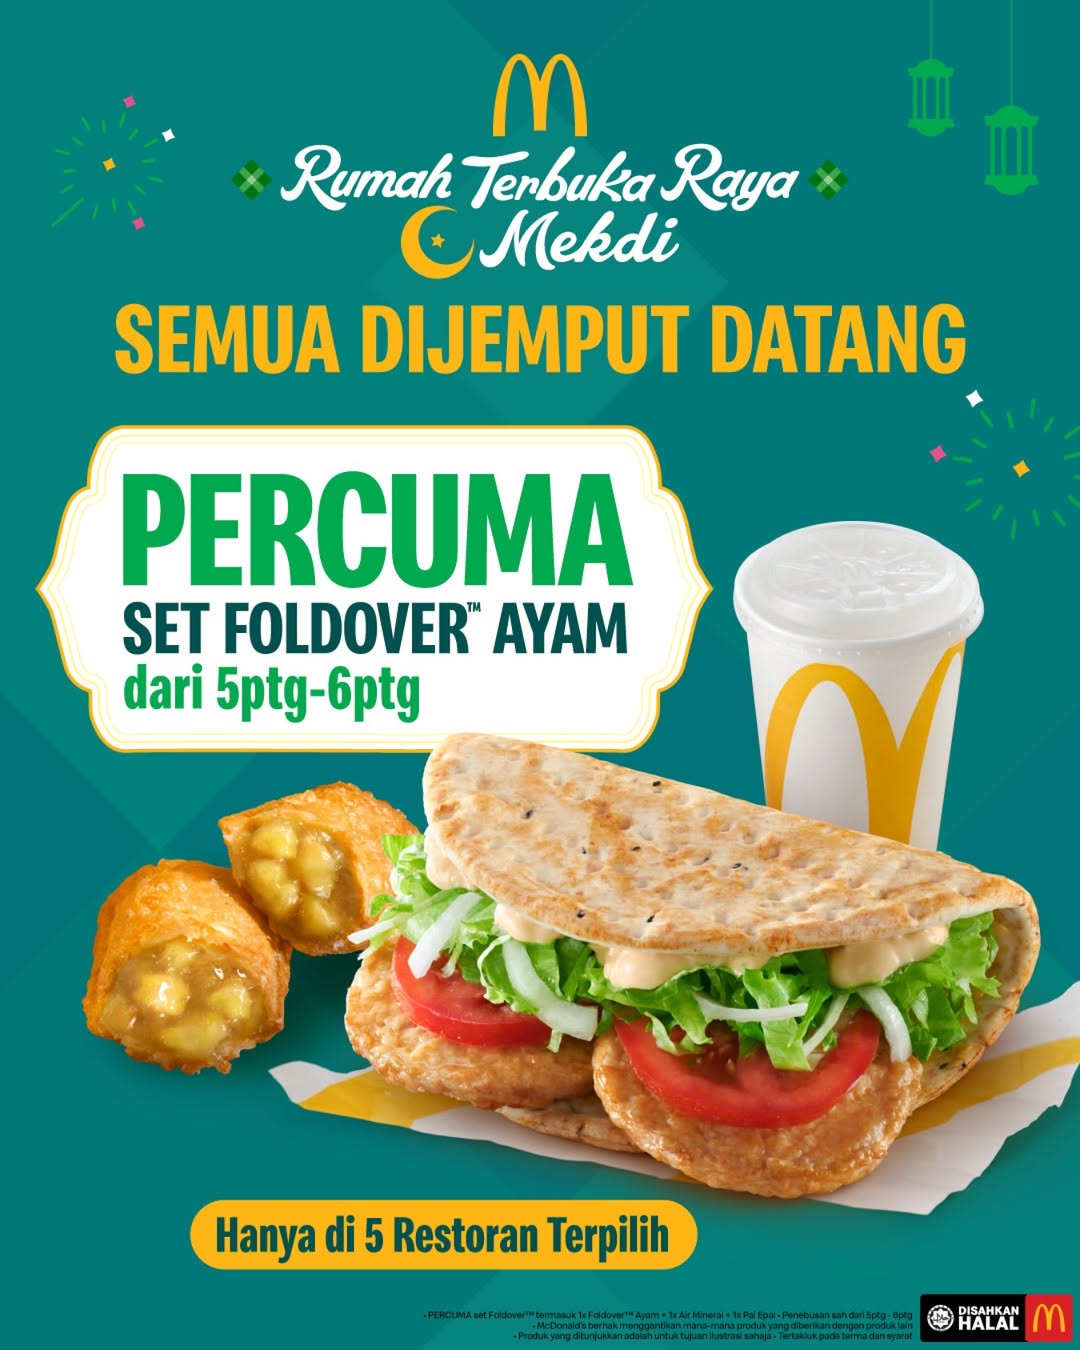 Rumah Terbuka Raya
Mekdi
SEMUA DIJEMPUT DATANG
PERCUMA
SET FOLDOVER™ AYAM
dari 5ptg-6ptg
Hanya di 5 Restoran Terpilih
• PERCUMA set Foldover™ termasuk 1x Foldover™ Ayam + 1x Air Mineral + 1x Pai Epal • Penebusan sah dari 5ptg - 6ptg
• McDonald's berhak menggantikan mana-mana produk yang diberikan dengan produk lain
• Produk yang ditunjukkan adalah untuk tujuan ilustrasi sahaja • Tertakluk pada terma dan syarat
DISAHKAN
HALAL